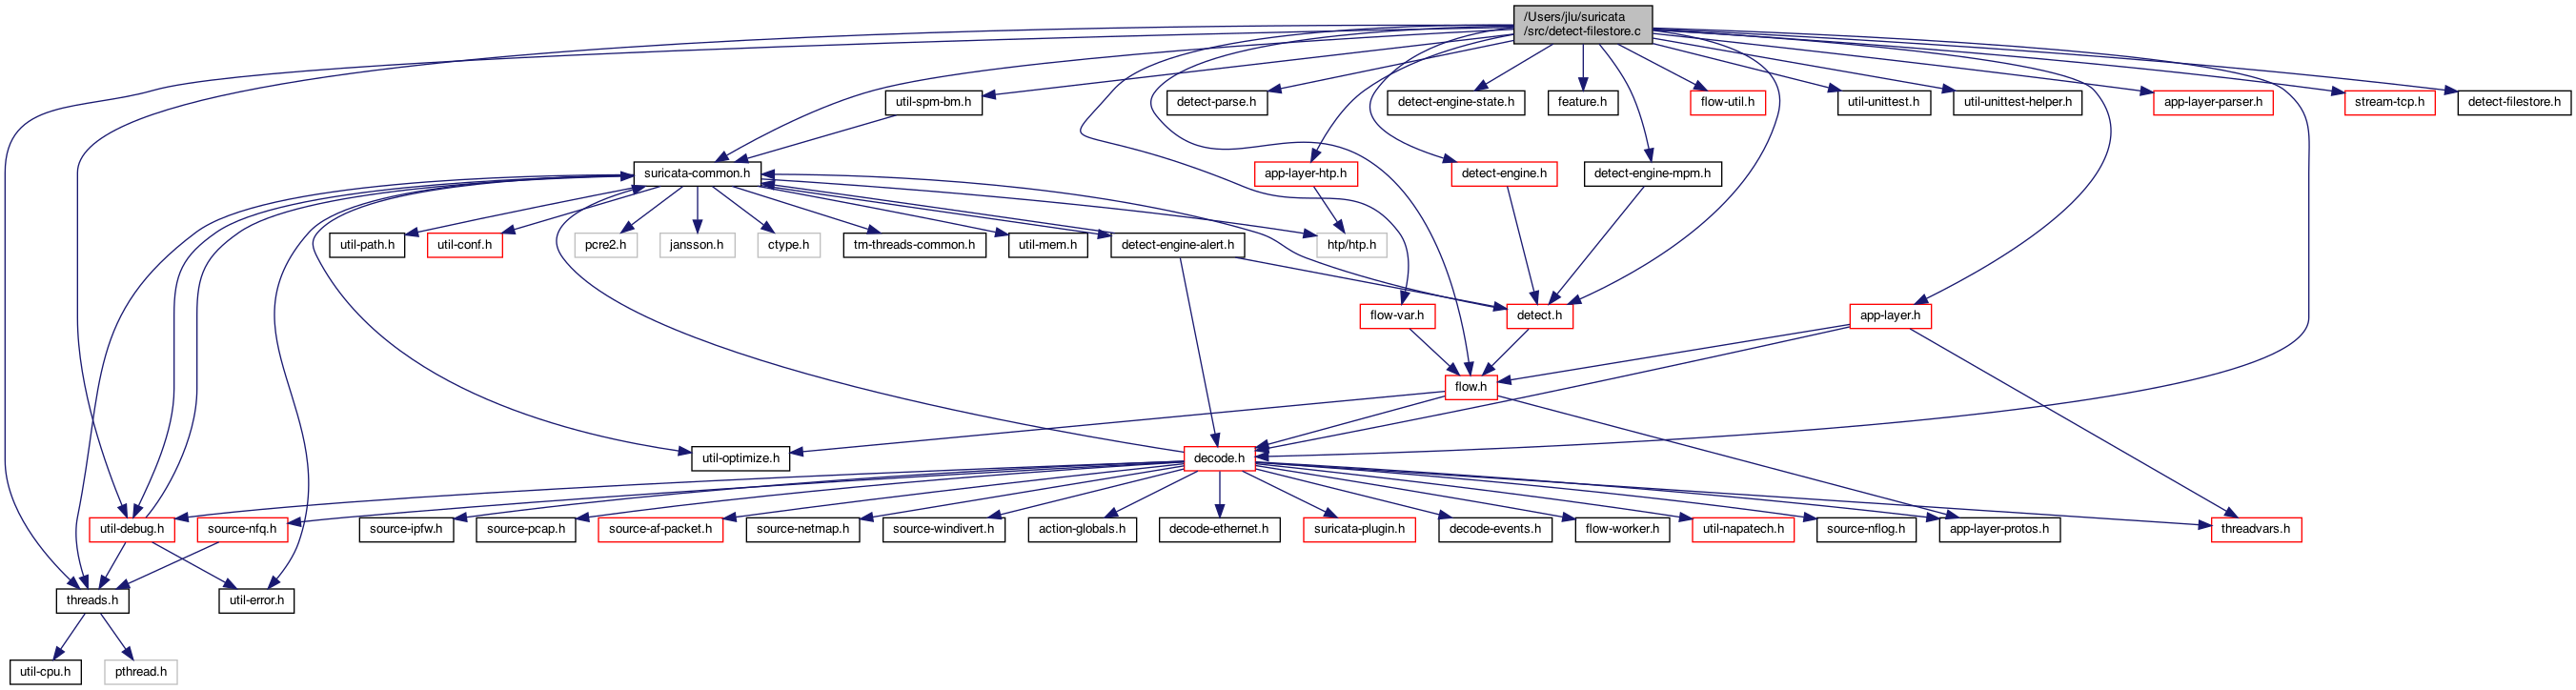 /Users/jlu/suricata
/src/detect-filestore.c
util-spm-bm.h
detect-parse.h
detect-engine-state.h
feature.h
flow-util.h
util-unittest.h
util-unittest-helper.h
app-layer-parser.h
stream-tcp.h
detect-filestore.h
suricata-common.h
app-layer-htp.h
detect-engine.h
detect-engine-mpm.h
util-path.h
util-conf.h
pcre2.h
jansson.h
ctype.h
tm-threads-common.h
util-mem.h
detect-engine-alert.h
htp/htp.h
flow-var.h
detect.h
app-layer.h
flow.h
util-optimize.h
decode.h
util-debug.h
source-nfq.h
source-ipfw.h
source-pcap.h
source-af-packet.h
source-netmap.h
source-windivert.h
action-globals.h
decode-ethernet.h
suricata-plugin.h
decode-events.h
flow-worker.h
util-napatech.h
source-nflog.h
app-layer-protos.h
threadvars.h
threads.h
util-error.h
util-cpu.h
pthread.h